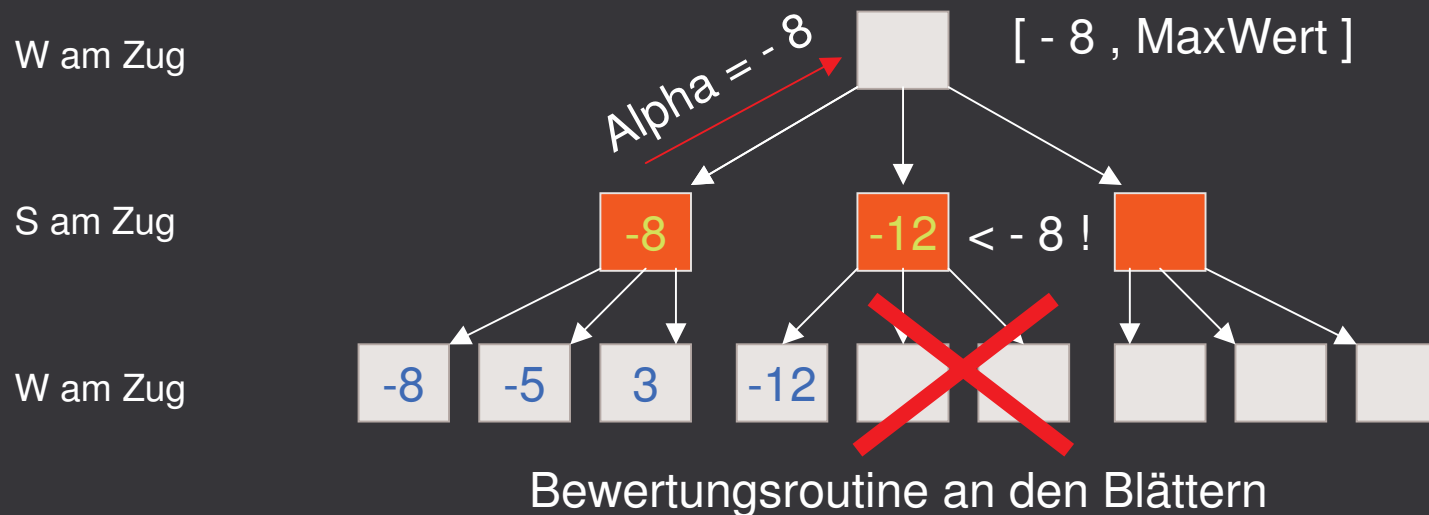 W am Zug
Alpha = - 8
[ - 8 , MaxWert ]
S am Zug
-8
-12 < - 8 !
W am Zug
-8 -5 3 -12
Bewertungsroutine an den Blättern